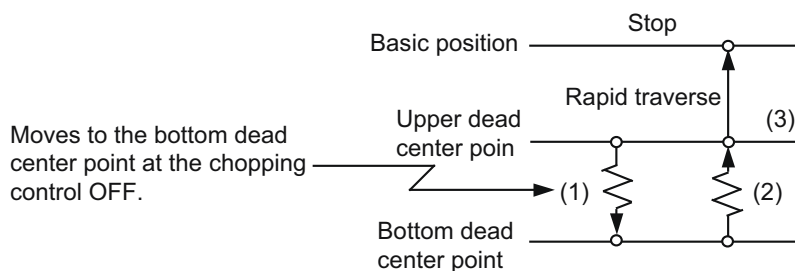 Stop
Basic position
Rapid traverse
Upper dead
center poin
(3)
Moves to the bottom dead
center point at the chopping
control OFF.
(1)
(2)
Bottom dead
center point